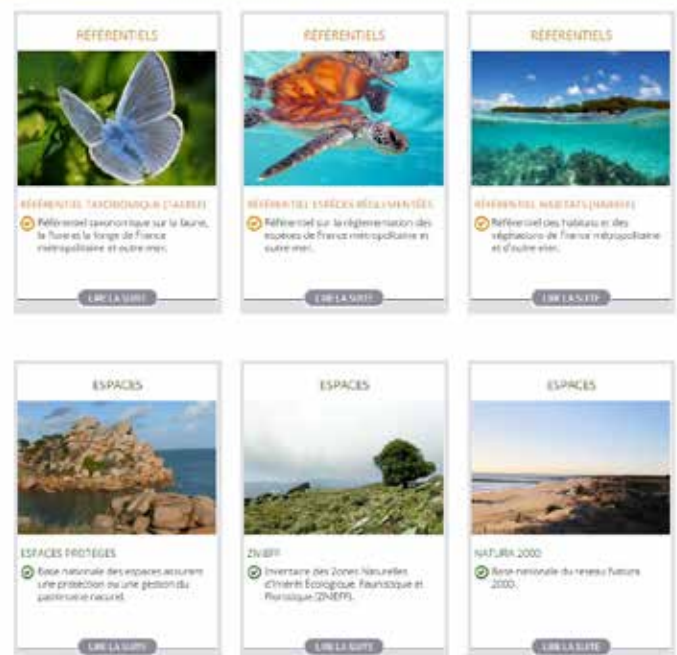 RÉFÉRENTIELS
RÉFÉRENTIEL TAXONOMIQUE (TAXREF)
Référentiel taxonomique sur la faune,
la flore et la fonge de France
métropolitaine et outre-mer.
LIRE LA SUITE
RÉFÉRENTIELS
RÉFÉRENTIEL ESPÈCES RÉGLEMENTÉES
Référentiel sur la réglementation des
espèces de France métropolitaine et
outre-mer.
LIRE LA SUITE
RÉFÉRENTIELS
RÉFÉRENTIEL HABITATS (HABREF)
Référentiel des habitats et des
végétations de France métropolitaine
et d'outre-mer.
LIRE LA SUITE
ESPACES
ESPACES PROTÉGÉS
Base nationale des espaces assurant
une protection ou une gestion du
patrimoine naturel.
LIRE LA SUITE
ESPACES
ZNIEFF
Inventaire des Zones Naturelles
d'Intérêt Écologique, Faunistique et
Floristique (ZNIEFF).
LIRE LA SUITE
ESPACES
NATURA 2000
Base nationale du réseau Natura
2000.
LIRE LA SUITE